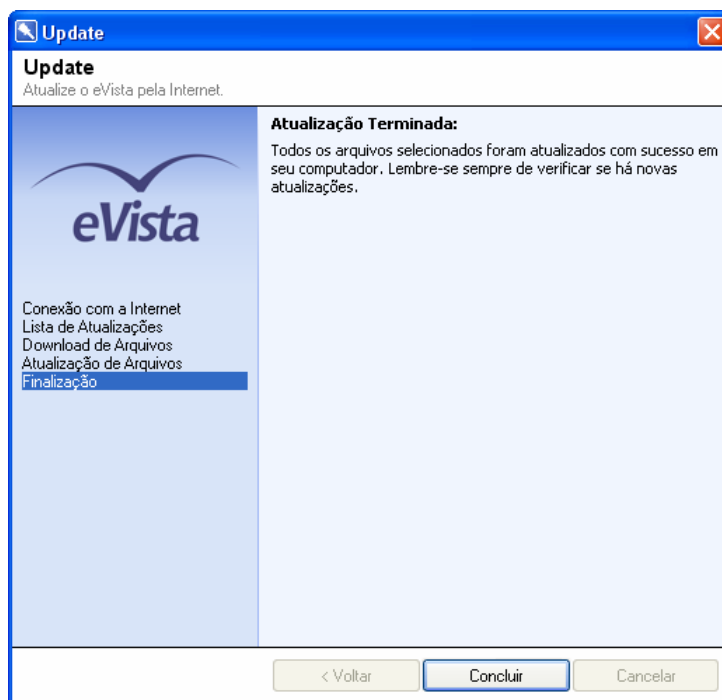 Update
Update
Atualize o eVista pela Internet.
eVista
Conexão com a Internet
Lista de Atualizações
Download de Arquivos
Atualização de Arquivos
Finalização
Atualização Terminada:
Todos os arquivos selecionados foram atualizados com sucesso em
seu computador. Lembre-se sempre de verificar se há novas
atualizações.
< Voltar
Concluir
Cancelar